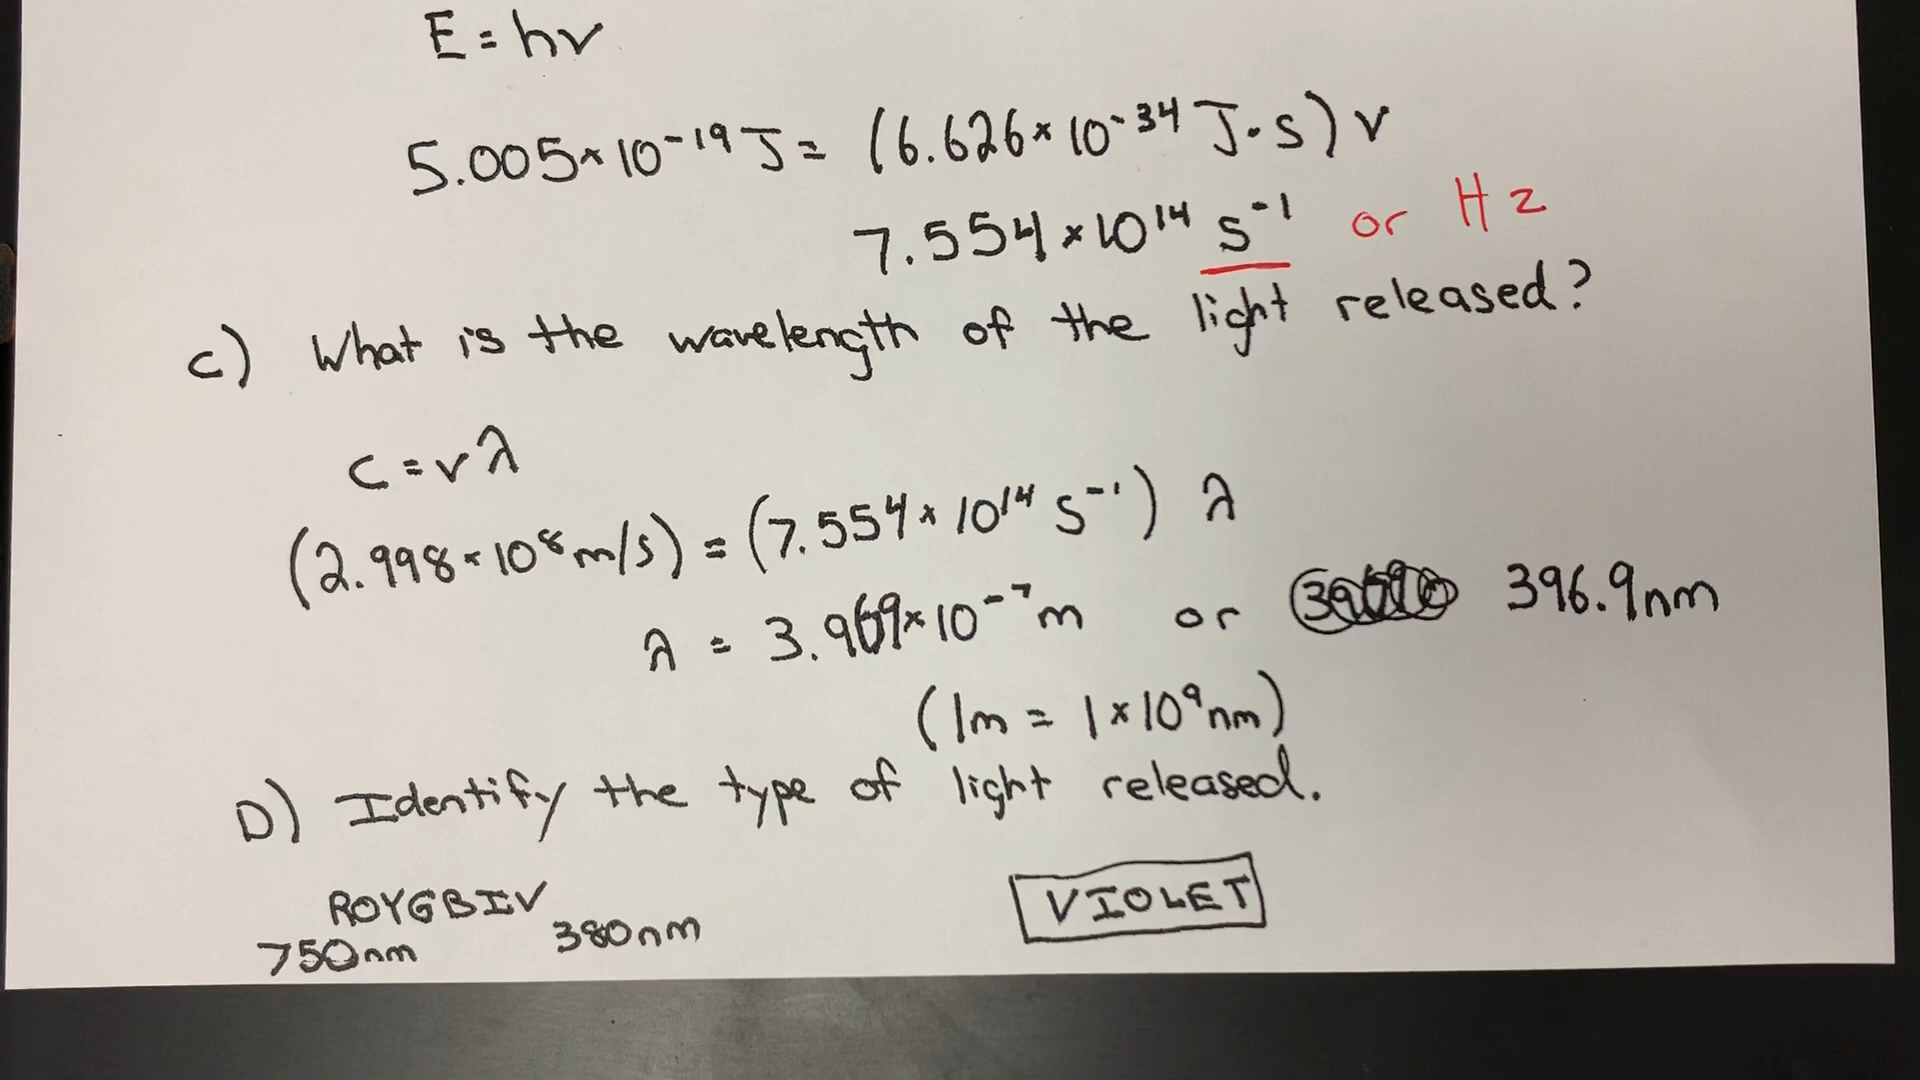 E = hν
5.005×10⁻¹⁹ J = (6.626×10⁻³⁴ J·s) ν
7.554×10¹⁴ s⁻¹ or Hz
c) What is the wavelength of the light released?
C = νλ
(2.998×10⁸ m/s) = (7.554×10¹⁴ s⁻¹) λ
λ = 3.969×10⁻⁷ m or 396.9nm
(1m = 1×10⁹nm)
D) Identify the type of light released.
ROYGBIV
750nm 380nm
VIOLET